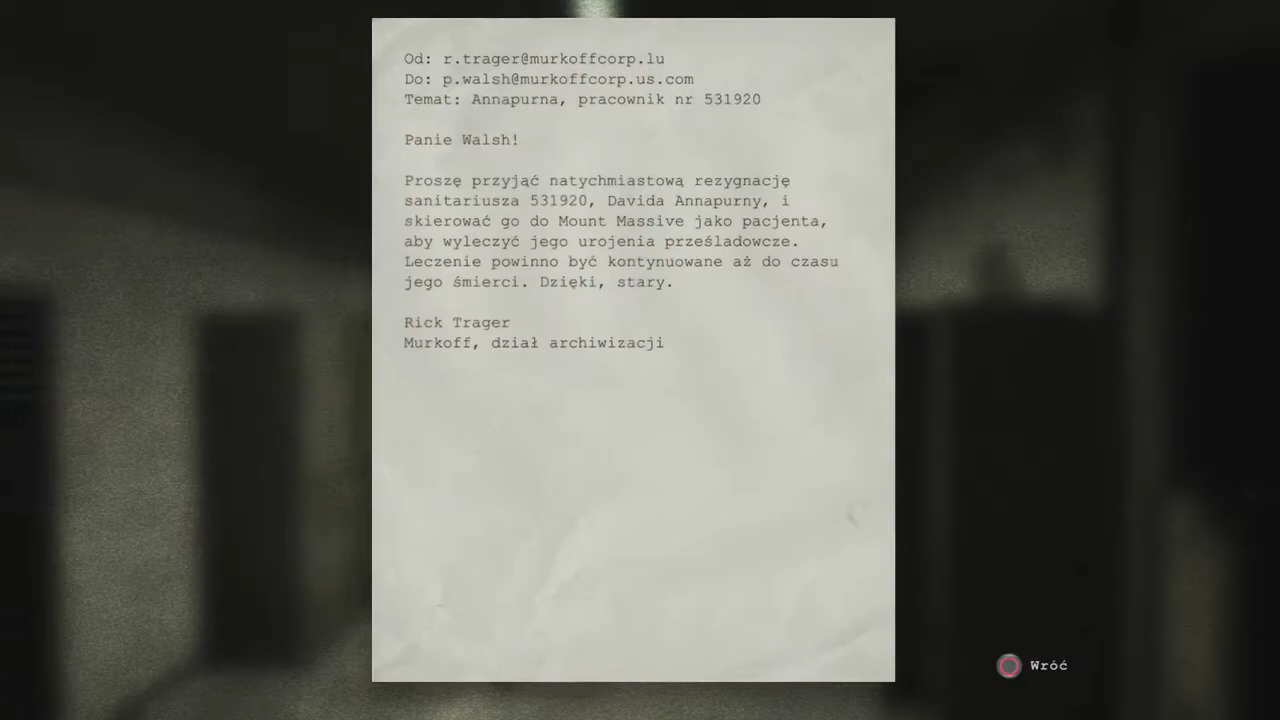 Od: r.trager@murkoffcorp.lu
Do: p.walsh@murkoffcorp.us.com
Temat: Annapurna, pracownik nr 531920
Panie Walsh!
Proszę przyjąć natychmiastową rezygnację
sanitariusza 531920, Davida Annapurny, i
skierować go do Mount Massive jako pacjenta,
aby wyleczyć jego urojenia prześladowcze.
Leczenie powinno być kontynuowane aż do czasu
jego śmierci. Dzięki, stary.
Rick Trager
Murkoff, dział archiwizacji
Wróć